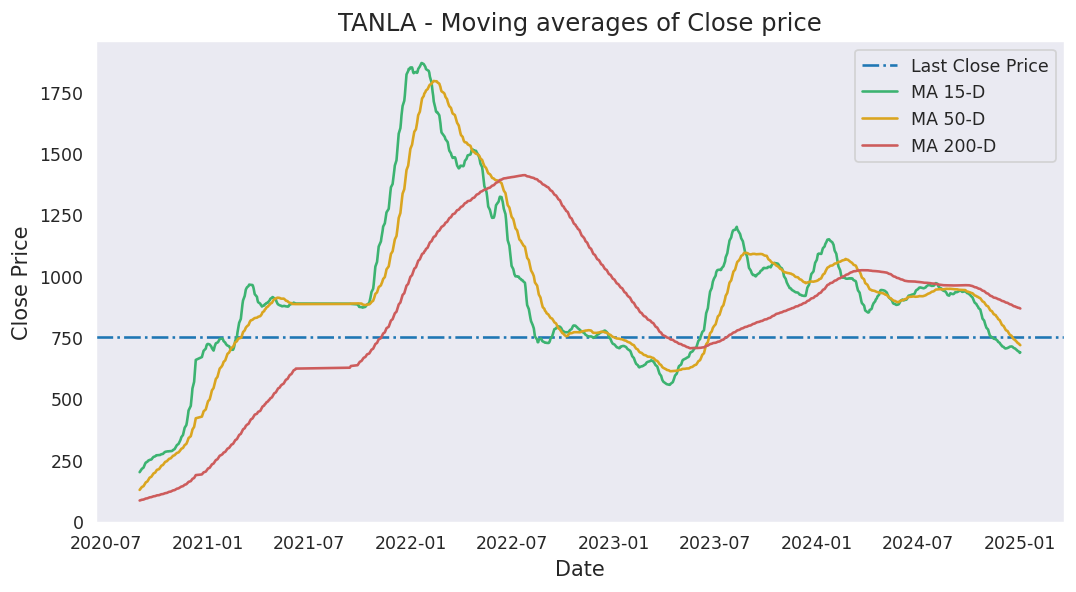 TANLA - Moving averages of Close price
Last Close Price
MA 15-D
MA 50-D
MA 200-D
Close Price
1750
1500
1250
1000
750
500
250
0
2020-07 2021-01 2021-07 2022-01 2022-07 2023-01 2023-07 2024-01 2024-07 2025-01
Date